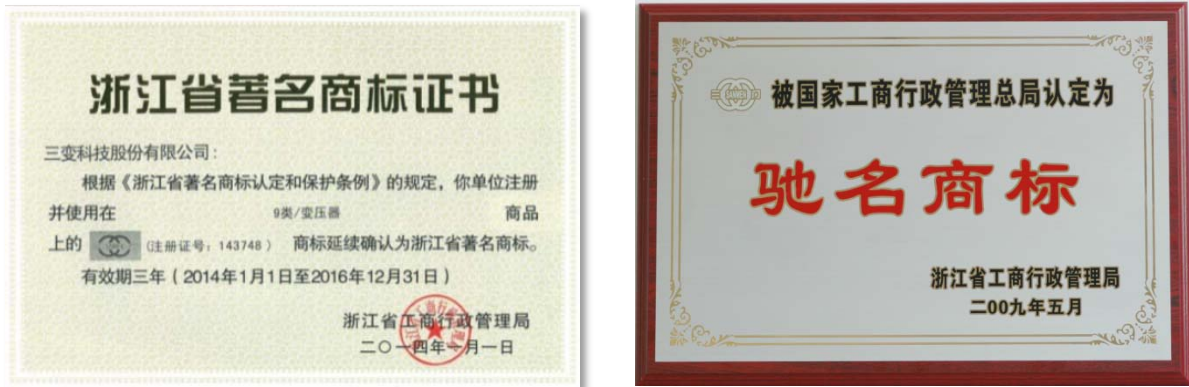 浙江省著名商标证书
三变科技股份有限公司：
根据《浙江省著名商标认定和保护条例》的规定，你单位注册
并使用在 9类/变压器 商品
上的 (注册证号：143748） 商标延续确认为浙江省著名商标。
有效期三年（2014年1月1日至2016年12月31日）
浙江省工商行政管理局
二○一四年一月一日
被国家工商行政管理总局认定为
驰名商标
浙江省工商行政管理局
二00九年五月